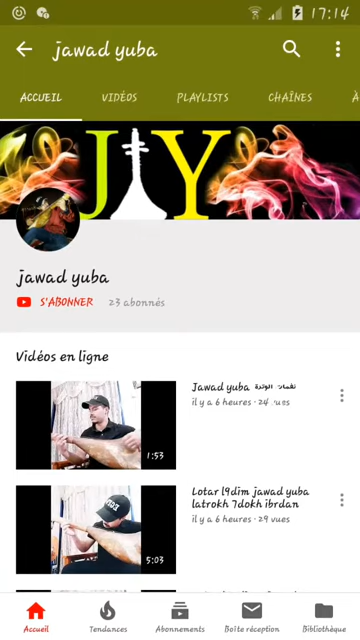 17:14
jawad yuba
ACCUEIL VIDÉOS PLAYLISTS CHAÎNES À
J Y
jawad yuba
S'ABONNER 23 abonnés
Vidéos en ligne
Jawad yuba نغمات الوترة
il y a 6 heures · 24 vues
1:53
Lotar l9dim jawad yuba
latrokh 7dokh ibrdan
il y a 6 heures · 29 vues
5:03
Accueil Tendances Abonnements Boîte réception Bibliothèque